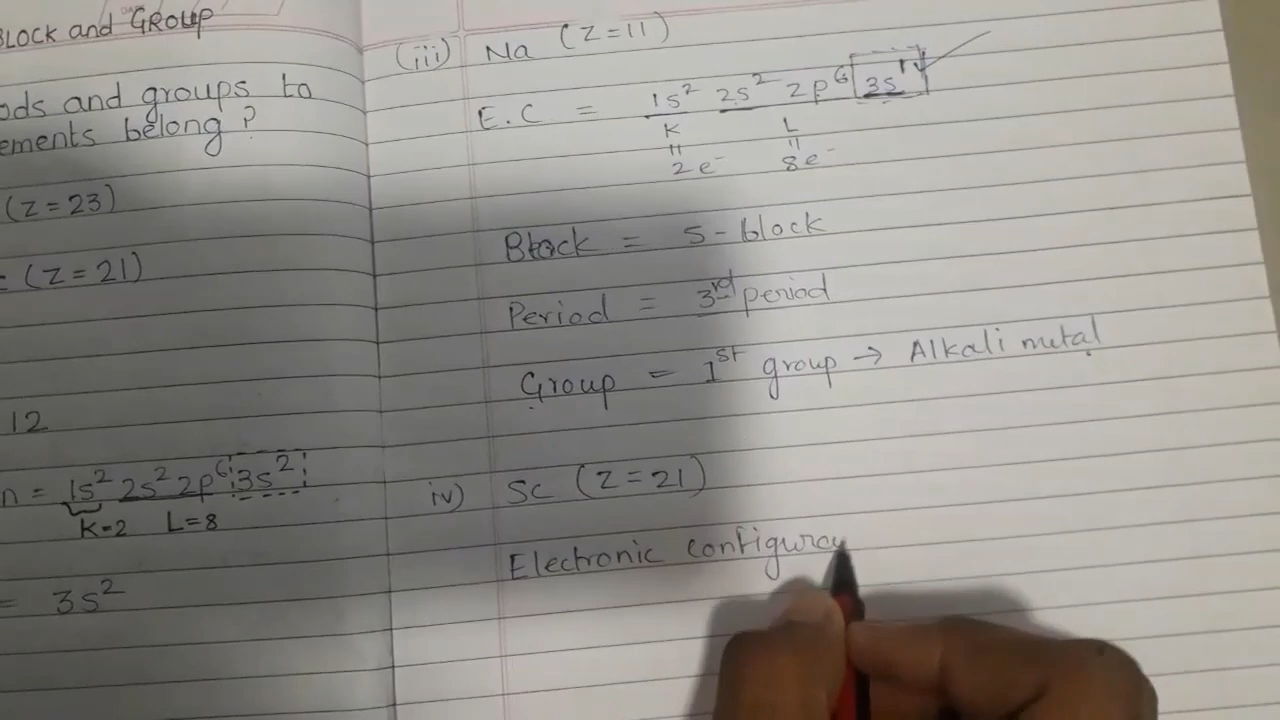 BLOCK and GROUP
ods and groups to
ements belong?
(Z=23)
(Z=21)
12
n = 1s² 2s² 2p⁶ 3s²
K=2 L=8
= 3s²
(iii) Na (Z=11)
E.C = 1s² 2s² 2p⁶ 3s¹
K L
= =
2e⁻ 8e⁻
Block = s-block
Period = 3rd period
Group = 1st group → Alkali metal
iv) Sc (Z=21)
Electronic configura